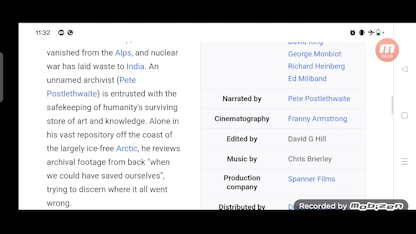 11:32
vanished from the Alps, and nuclear
war has laid waste to India. An
unnamed archivist (Pete
Postlethwaite) is entrusted with the
safekeeping of humanity's surviving
store of art and knowledge. Alone in
his vast repository off the coast of
the largely ice-free Arctic, he reviews
archival footage from back "when
we could have saved ourselves",
trying to discern where it all went
wrong.
David King
George Monbiot
Richard Heinberg
Ed Miliband
Narrated by Pete Postlethwaite
Cinematography Franny Armstrong
Edited by David G Hill
Music by Chris Brierley
Production
company Spanner Films
Distributed by
Recorded by Mobizen